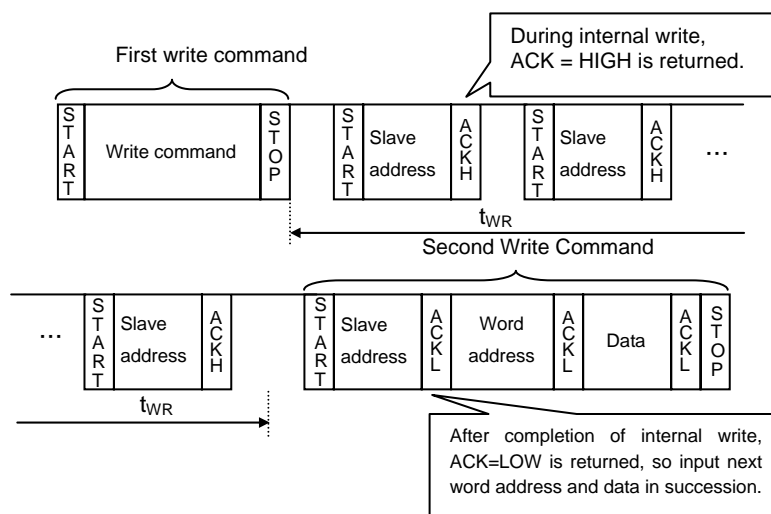 During internal write,
ACK = HIGH is returned.
First write command
START
Write command
STOP
START
Slave
address
ACKH
START
Slave
address
ACKH
...
tWR
Second Write Command
...
START
Slave
address
ACKH
START
Slave
address
ACKL
Word
address
ACKL
Data
ACKL
STOP
tWR
After completion of internal write,
ACK=LOW is returned, so input next
word address and data in succession.